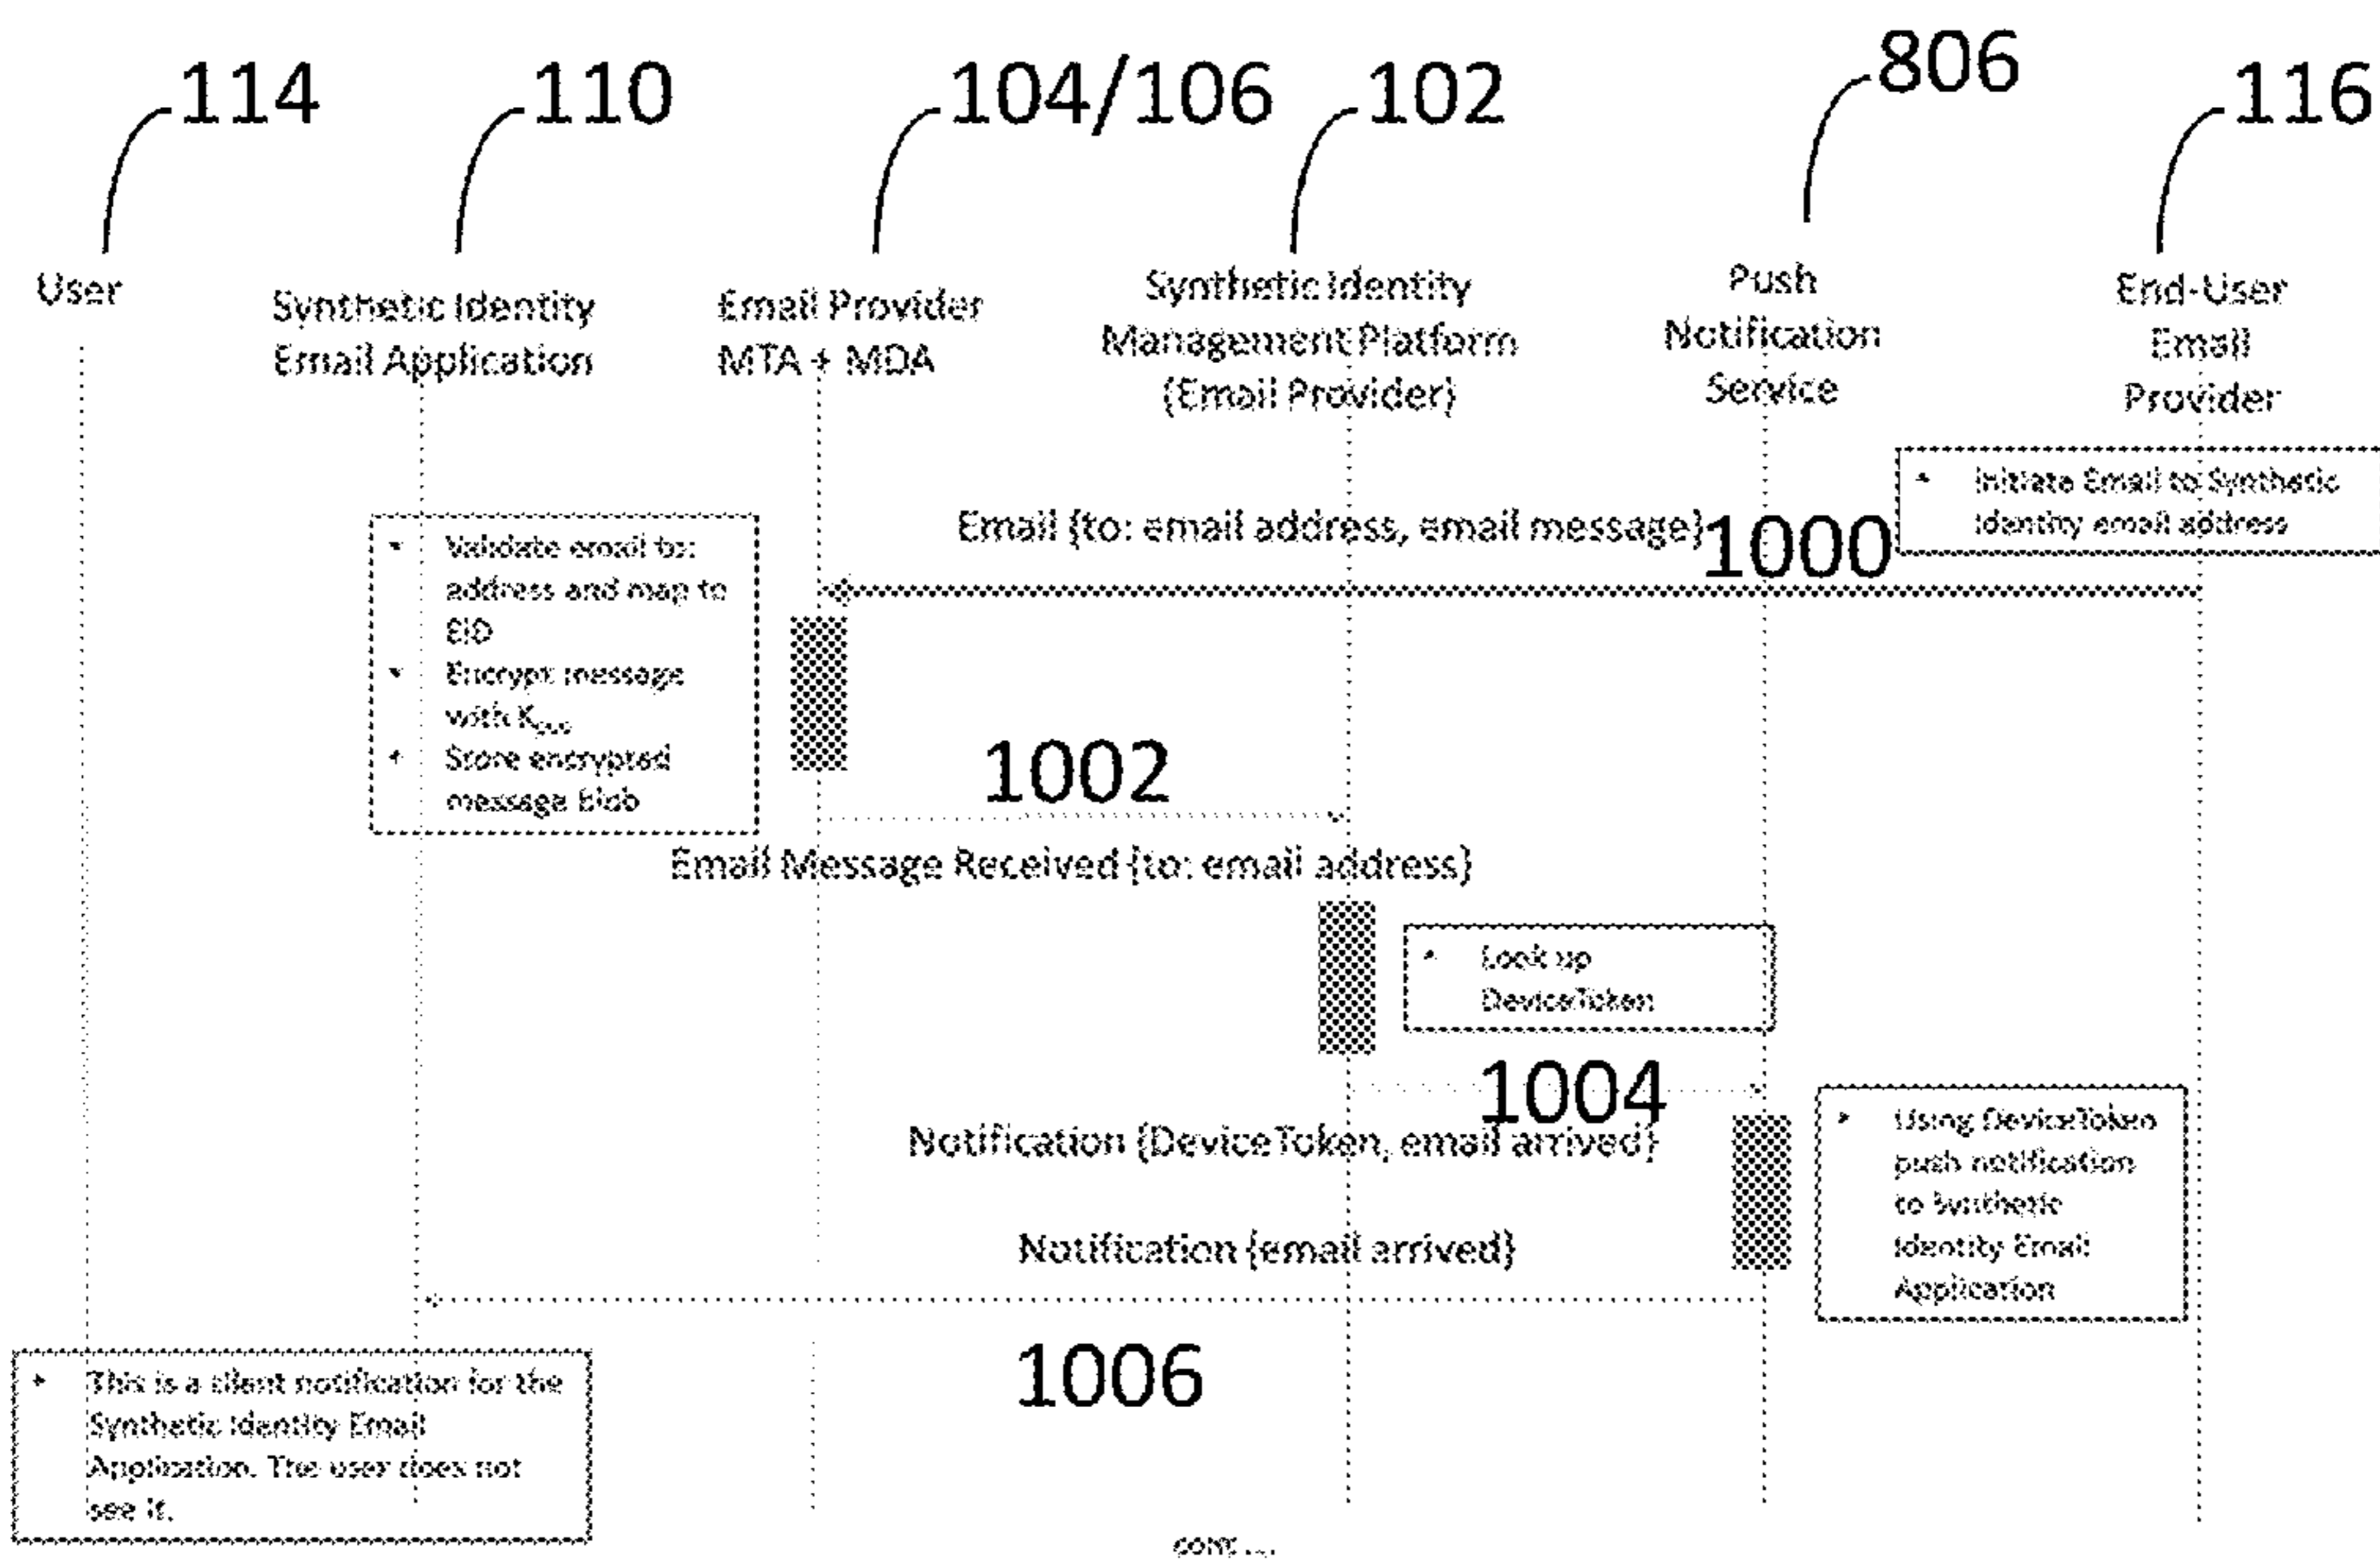 114
110
104/106
102
806
116
User
Synthetic Identity
Email Application
Email Provider
MTA + MDA
Synthetic Identity
Management Platform
(Email Provider)
Push
Notification
Service
End-User
Email
Provider
• Initiate Email to Synthetic
Identity email address
Email {to: email address, email message}
1000
• Validate email to:
address and map to
EID
• Encrypt message
with Kpub
• Store encrypted
message blob
1002
Email Message Received {to: email address}
• Look up
DeviceToken
1004
Notification {DeviceToken, email arrived}
• Using DeviceToken
push notification
to Synthetic
Identity Email
Application
Notification {email arrived}
1006
• This is a silent notification for the
Synthetic Identity Email
Application. The user does not
see it.
cont ....